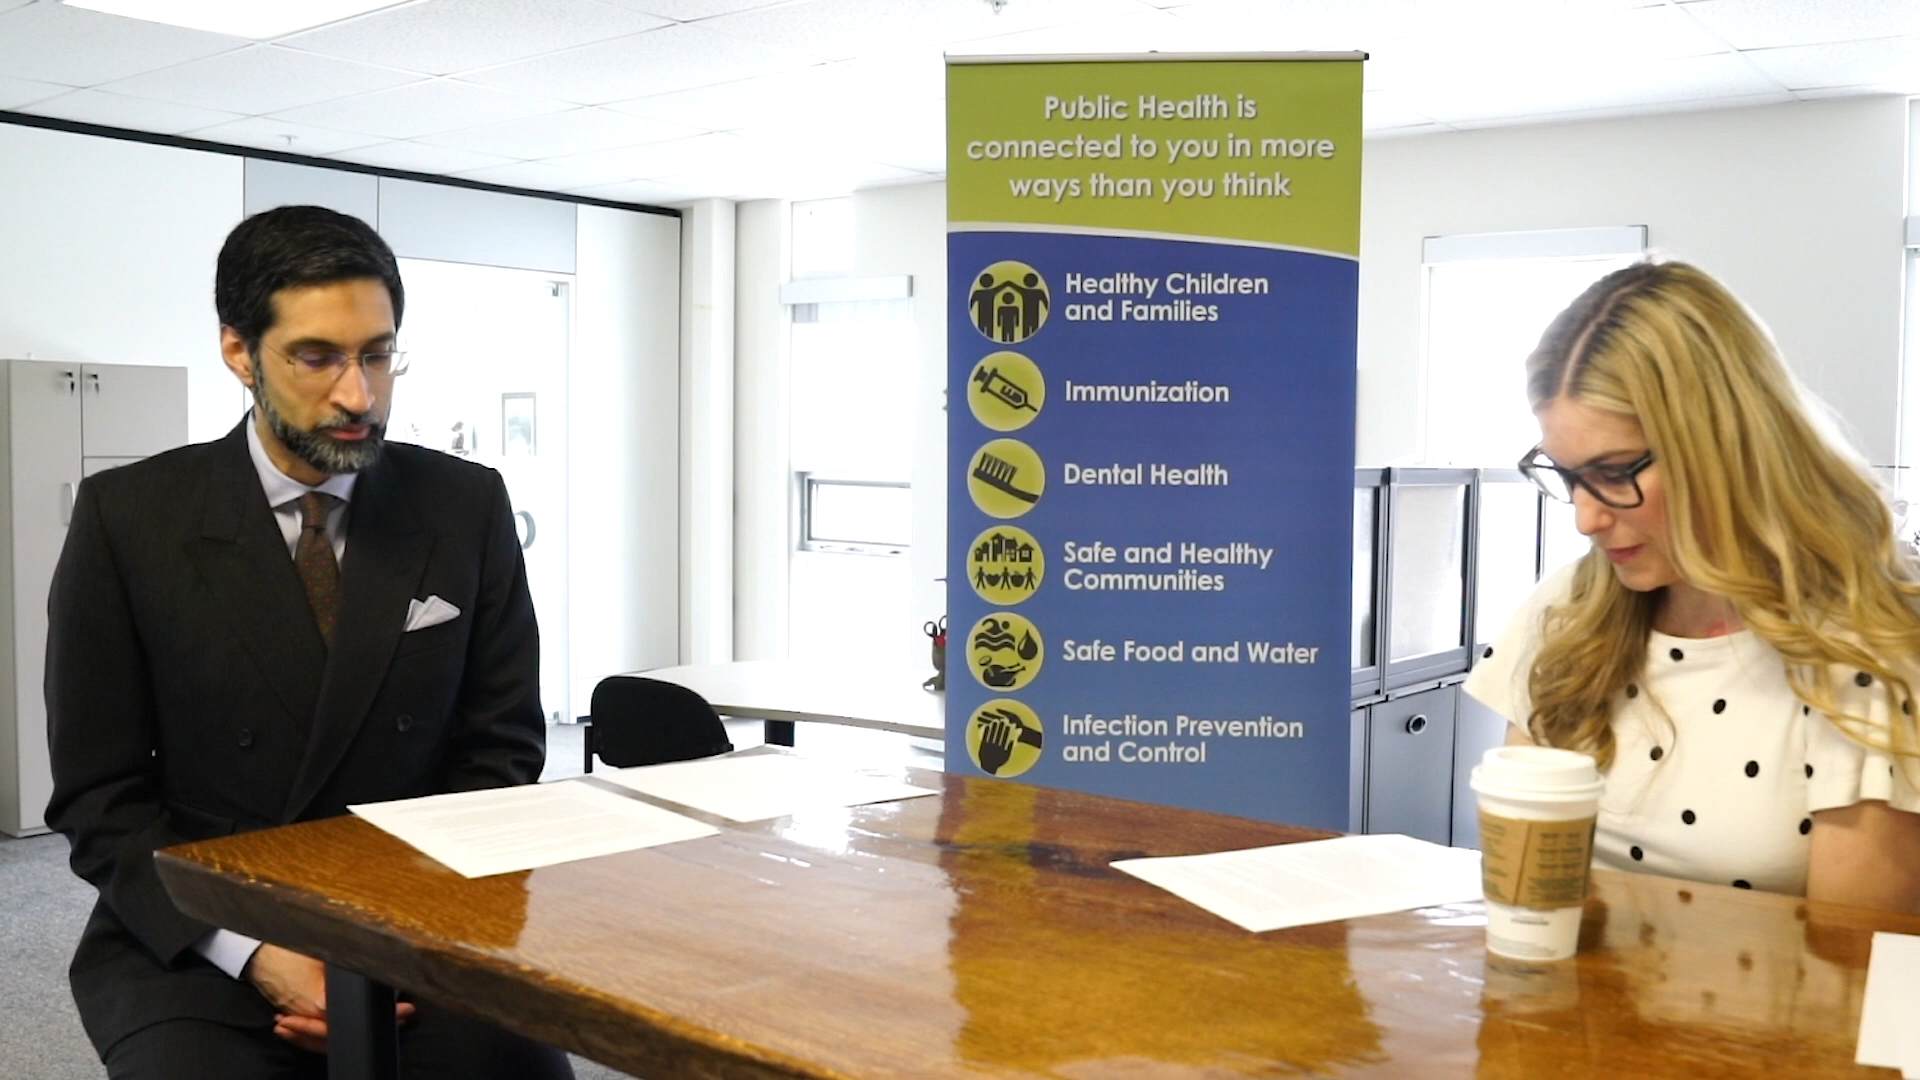 Public Health is
connected to you in more
ways than you think
Healthy Children
and Families
Immunization
Dental Health
Safe and Healthy
Communities
Safe Food and Water
Infection Prevention
and Control